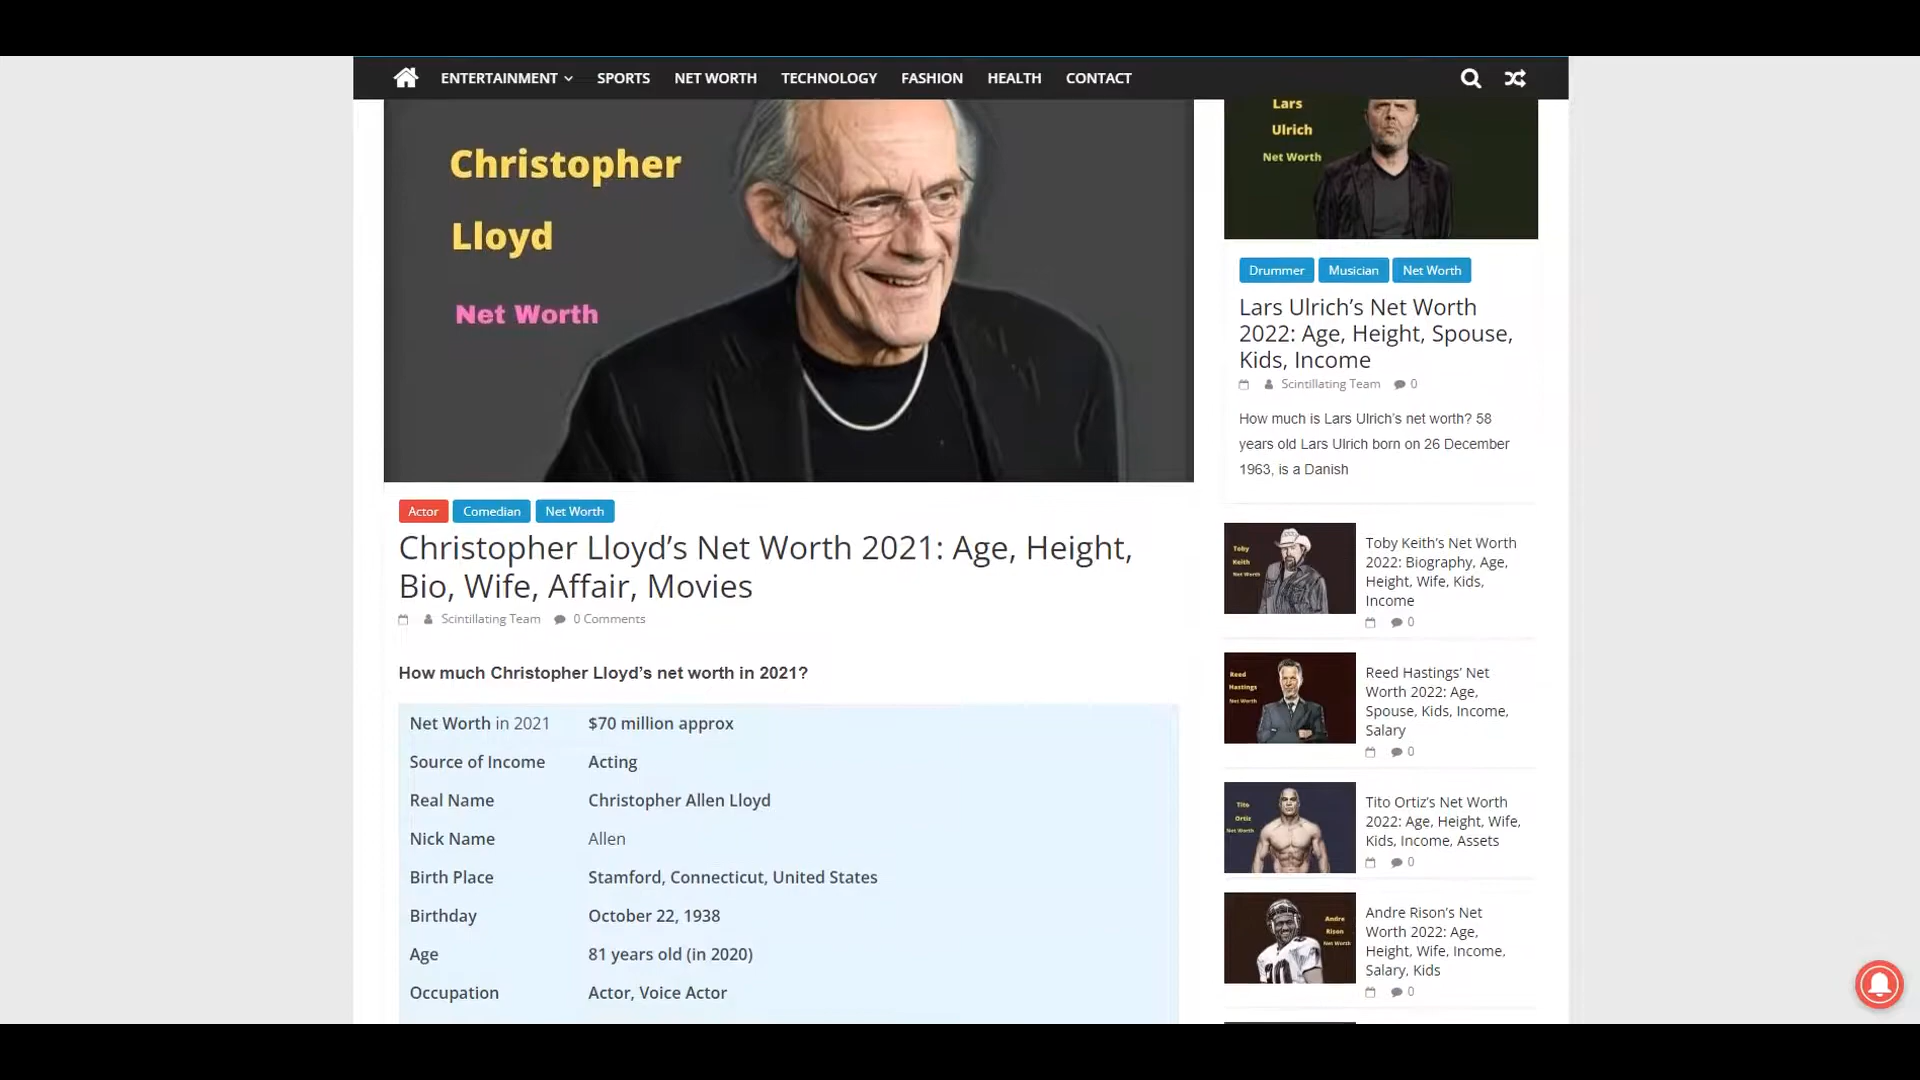 ENTERTAINMENT SPORTS NET WORTH TECHNOLOGY FASHION HEALTH CONTACT
Christopher
Lloyd
Net Worth
Actor Comedian Net Worth
Christopher Lloyd’s Net Worth 2021: Age, Height,
Bio, Wife, Affair, Movies
Scintillating Team 0 Comments
How much Christopher Lloyd’s net worth in 2021?
Net Worth in 2021 $70 million approx
Source of Income Acting
Real Name Christopher Allen Lloyd
Nick Name Allen
Birth Place Stamford, Connecticut, United States
Birthday October 22, 1938
Age 81 years old (in 2020)
Occupation Actor, Voice Actor
Lars
Ulrich
Net Worth
Drummer Musician Net Worth
Lars Ulrich’s Net Worth
2022: Age, Height, Spouse,
Kids, Income
Scintillating Team 0
How much is Lars Ulrich’s net worth? 58
years old Lars Ulrich born on 26 December
1963, is a Danish
Toby
Keith
Net Worth
Toby Keith’s Net Worth
2022: Biography, Age,
Height, Wife, Kids,
Income
0
Reed
Hastings
Net Worth
Reed Hastings’ Net
Worth 2022: Age,
Spouse, Kids, Income,
Salary
0
Tito
Ortiz
Net Worth
Tito Ortiz’s Net Worth
2022: Age, Height, Wife,
Kids, Income, Assets
0
Andre
Rison
Net Worth
Andre Rison’s Net
Worth 2022: Age,
Height, Wife, Income,
Salary, Kids
0